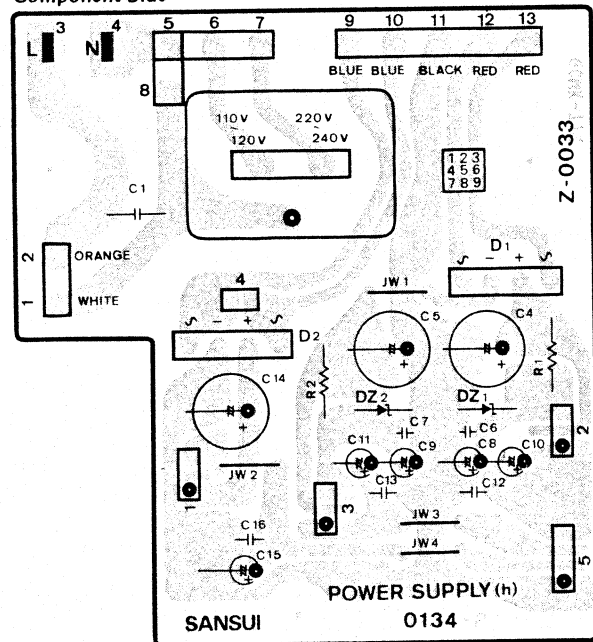 3 4 5 6 7 9 10 11 12 13
L N
BLUE BLUE BLACK RED RED
8
110V 220V
120V 240V
1 2 3
4 5 6
7 8 9
Z-0033
C1
2 ORANGE
1 WHITE
D1
∽ - + ∽
4
JW1
∽ - + ∽
D2
C5 C4
+ +
R2 R1
C14
+
DZ2 DZ1
C7 C6
2
C11 C9 C8 C10
+ + + +
JW2
C13 C12
1
3
JW3
C16
JW4
C15
+
5
POWER SUPPLY (h)
SANSUI 0134